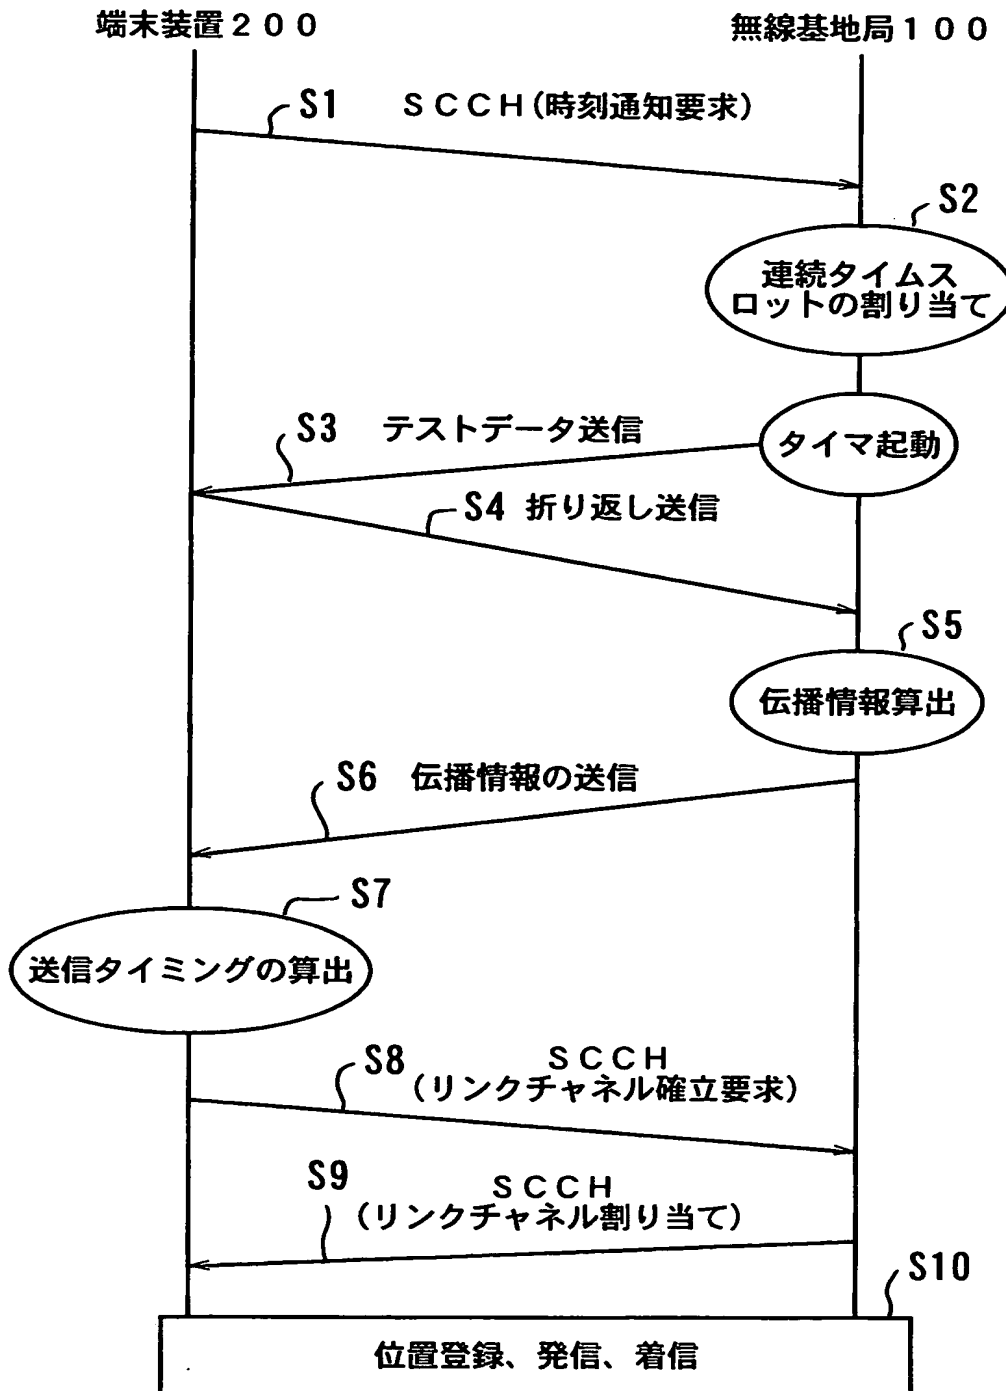 端末装置２００
無線基地局１００
S1
ＳＣＣＨ(時刻通知要求)
S2
連続タイムス
ロットの割り当て
S3
テストデータ送信
タイマ起動
S4
折り返し送信
S5
伝播情報算出
S6
伝播情報の送信
S7
送信タイミングの算出
S8
ＳＣＣＨ
(リンクチャネル確立要求)
S9
ＳＣＣＨ
(リンクチャネル割り当て)
S10
位置登録、発信、着信